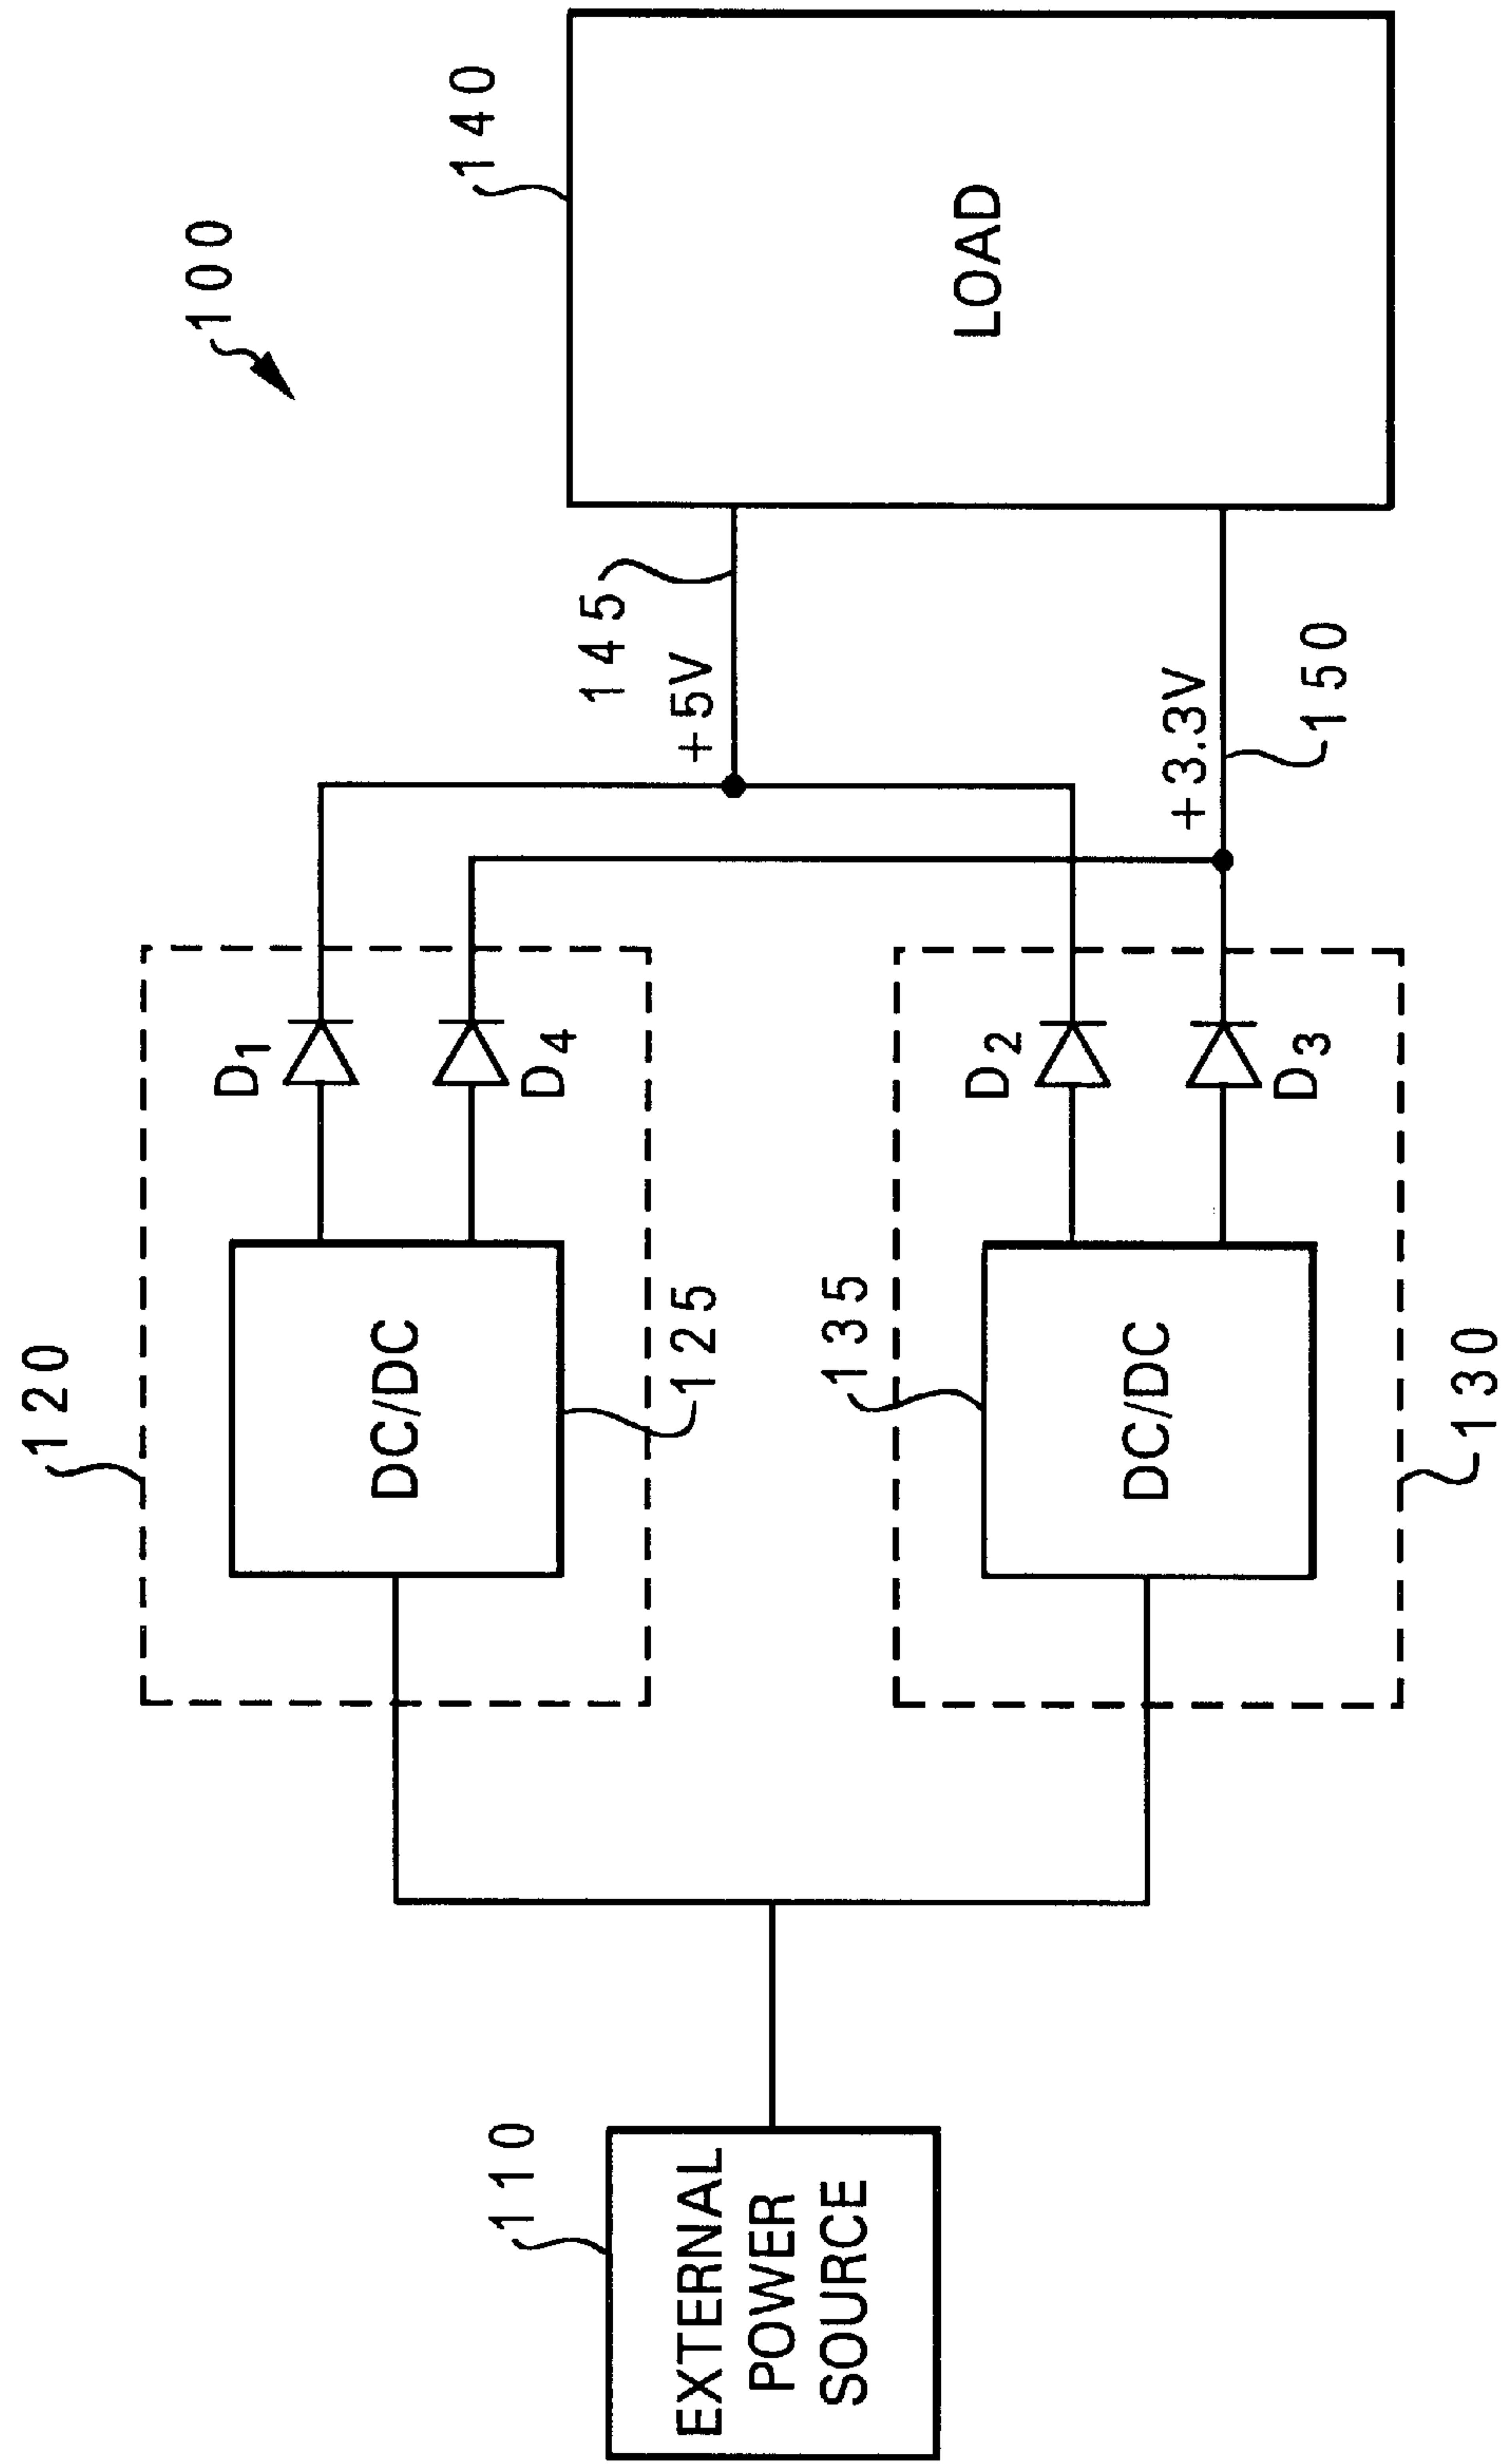 100
110
EXTERNAL
POWER
SOURCE
120
DC/DC
125
D1
D4
130
DC/DC
135
D2
D3
+5V
145
+3.3V
150
140
LOAD